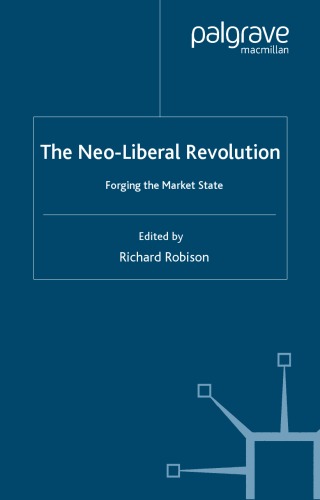 palgrave
macmillan
The Neo-Liberal Revolution
Forging the Market State
Edited by
Richard Robison